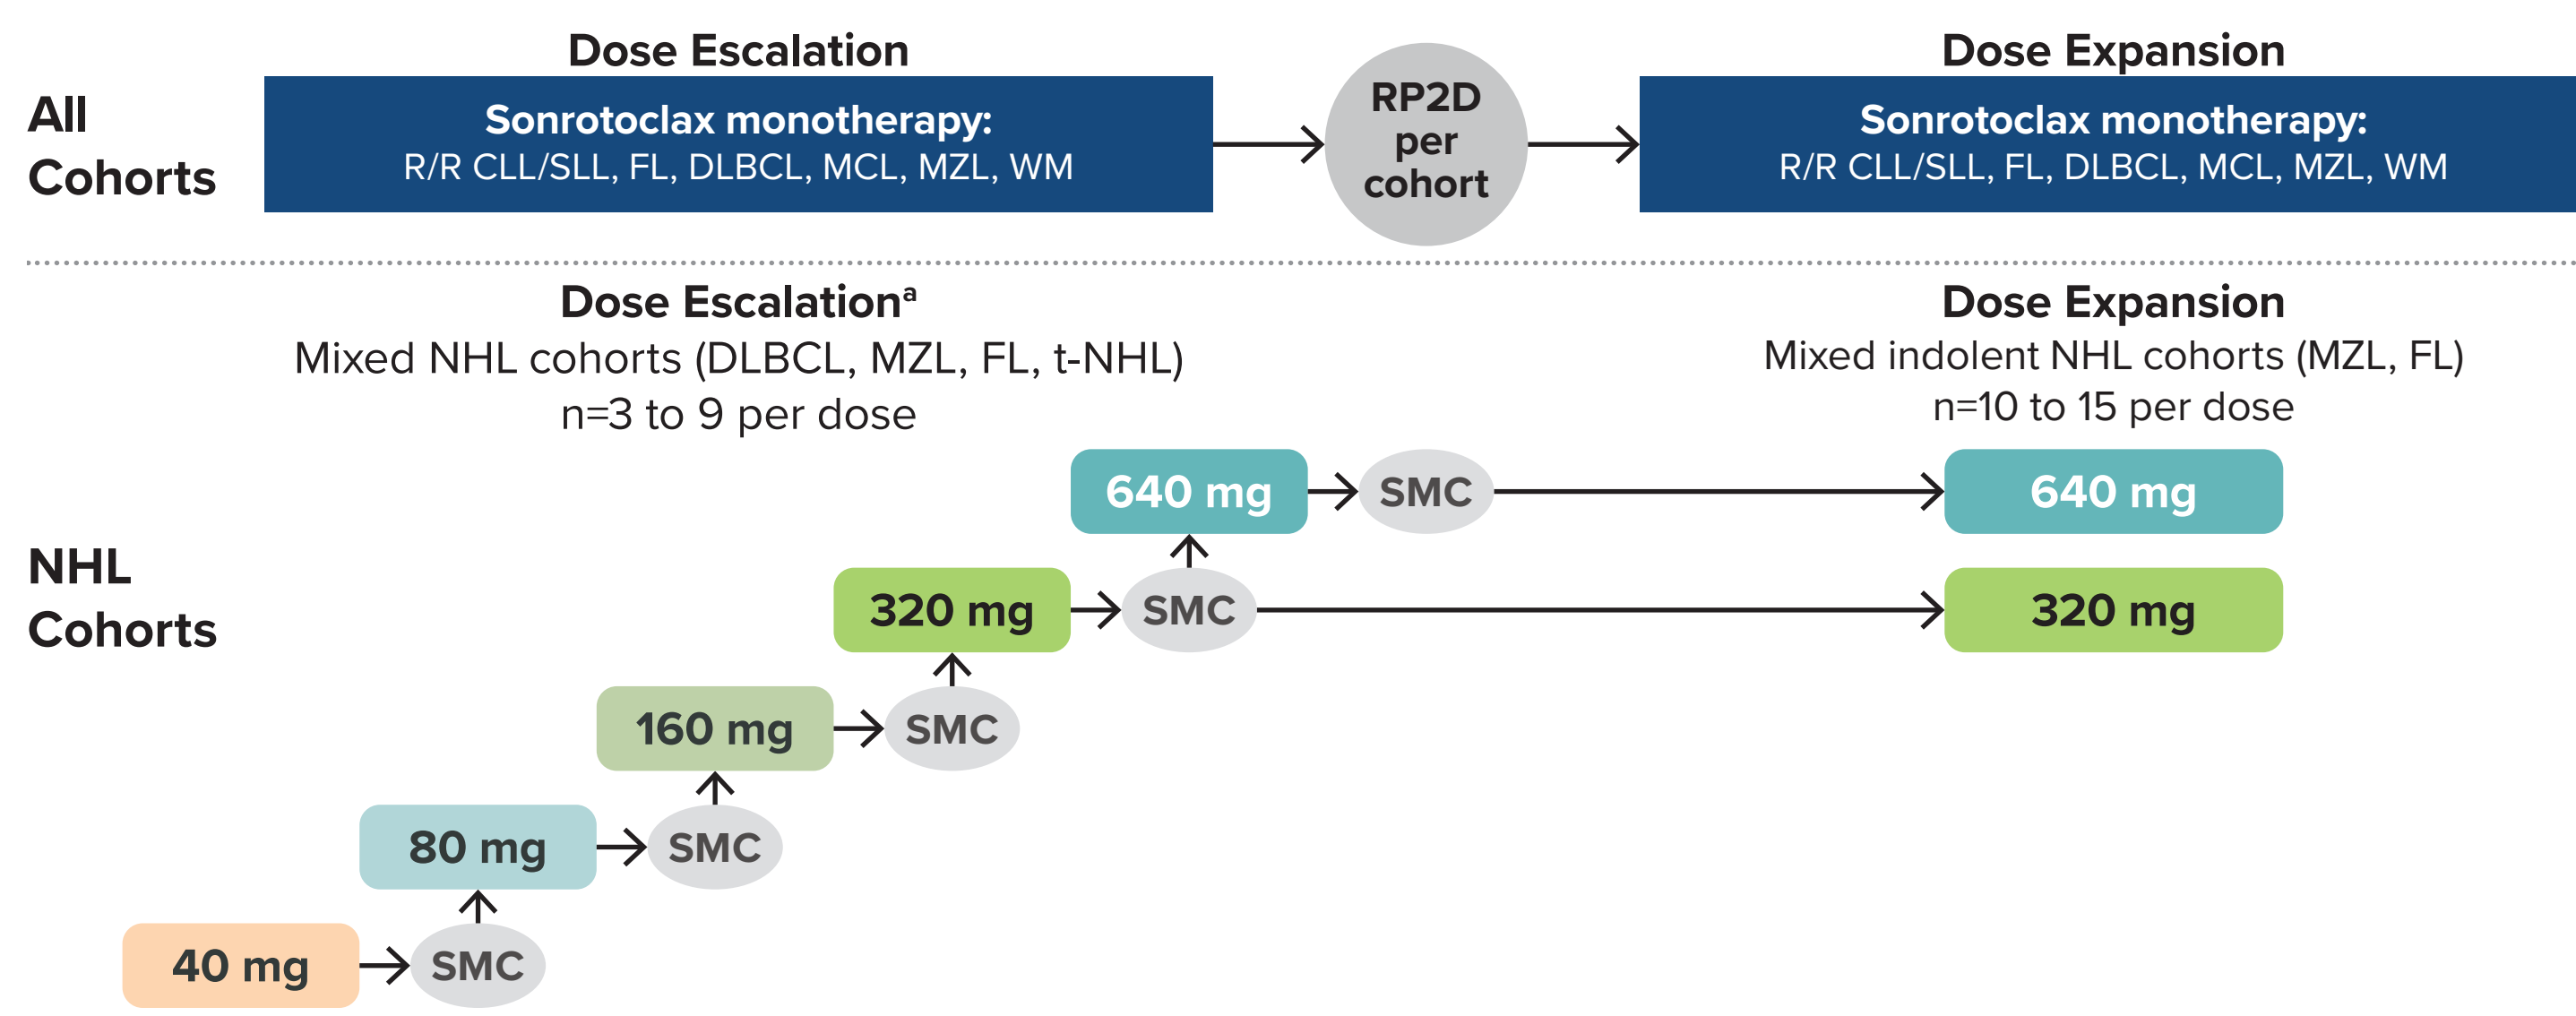 Dose Escalation
Dose Expansion
All
Cohorts
Sonrotoclax monotherapy:
R/R CLL/SLL, FL, DLBCL, MCL, MZL, WM
RP2D
per
cohort
Sonrotoclax monotherapy:
R/R CLL/SLL, FL, DLBCL, MCL, MZL, WM
Dose Escalationᵃ
Mixed NHL cohorts (DLBCL, MZL, FL, t-NHL)
n=3 to 9 per dose
Dose Expansion
Mixed indolent NHL cohorts (MZL, FL)
n=10 to 15 per dose
NHL
Cohorts
640 mg
SMC
640 mg
320 mg
SMC
320 mg
160 mg
SMC
80 mg
SMC
40 mg
SMC